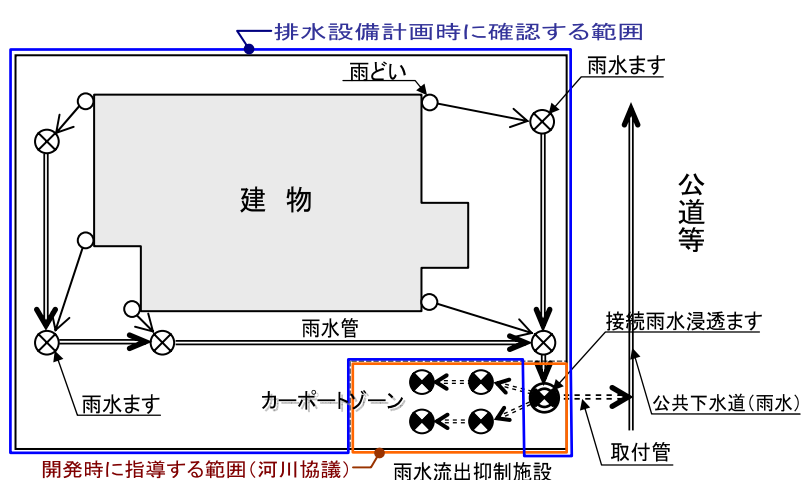 排水設備計画時に確認する範囲
雨どい
雨水ます
建 物
公道等
雨水管
接続雨水浸透ます
雨水ます
カーポートゾーン
公共下水道(雨水)
取付管
開発時に指導する範囲(河川協議)
雨水流出抑制施設